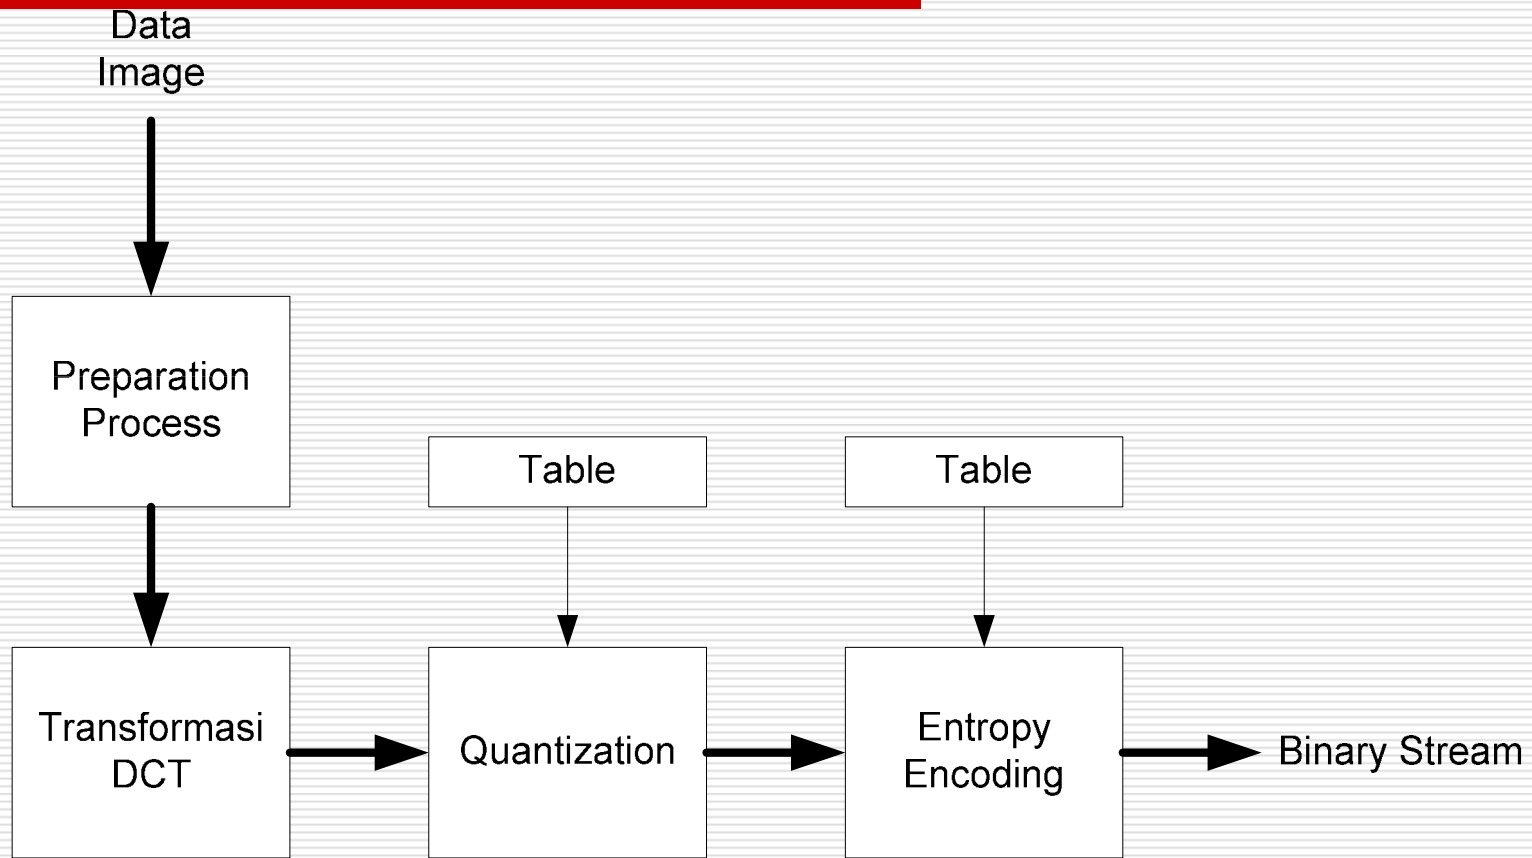 Data
Image
Preparation
Process
Table
Table
Transformasi
DCT
Quantization
Entropy
Encoding
Binary Stream